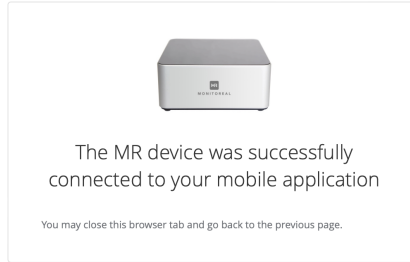 MR
MONITOREAL
The MR device was successfully
connected to your mobile application
You may close this browser tab and go back to the previous page.